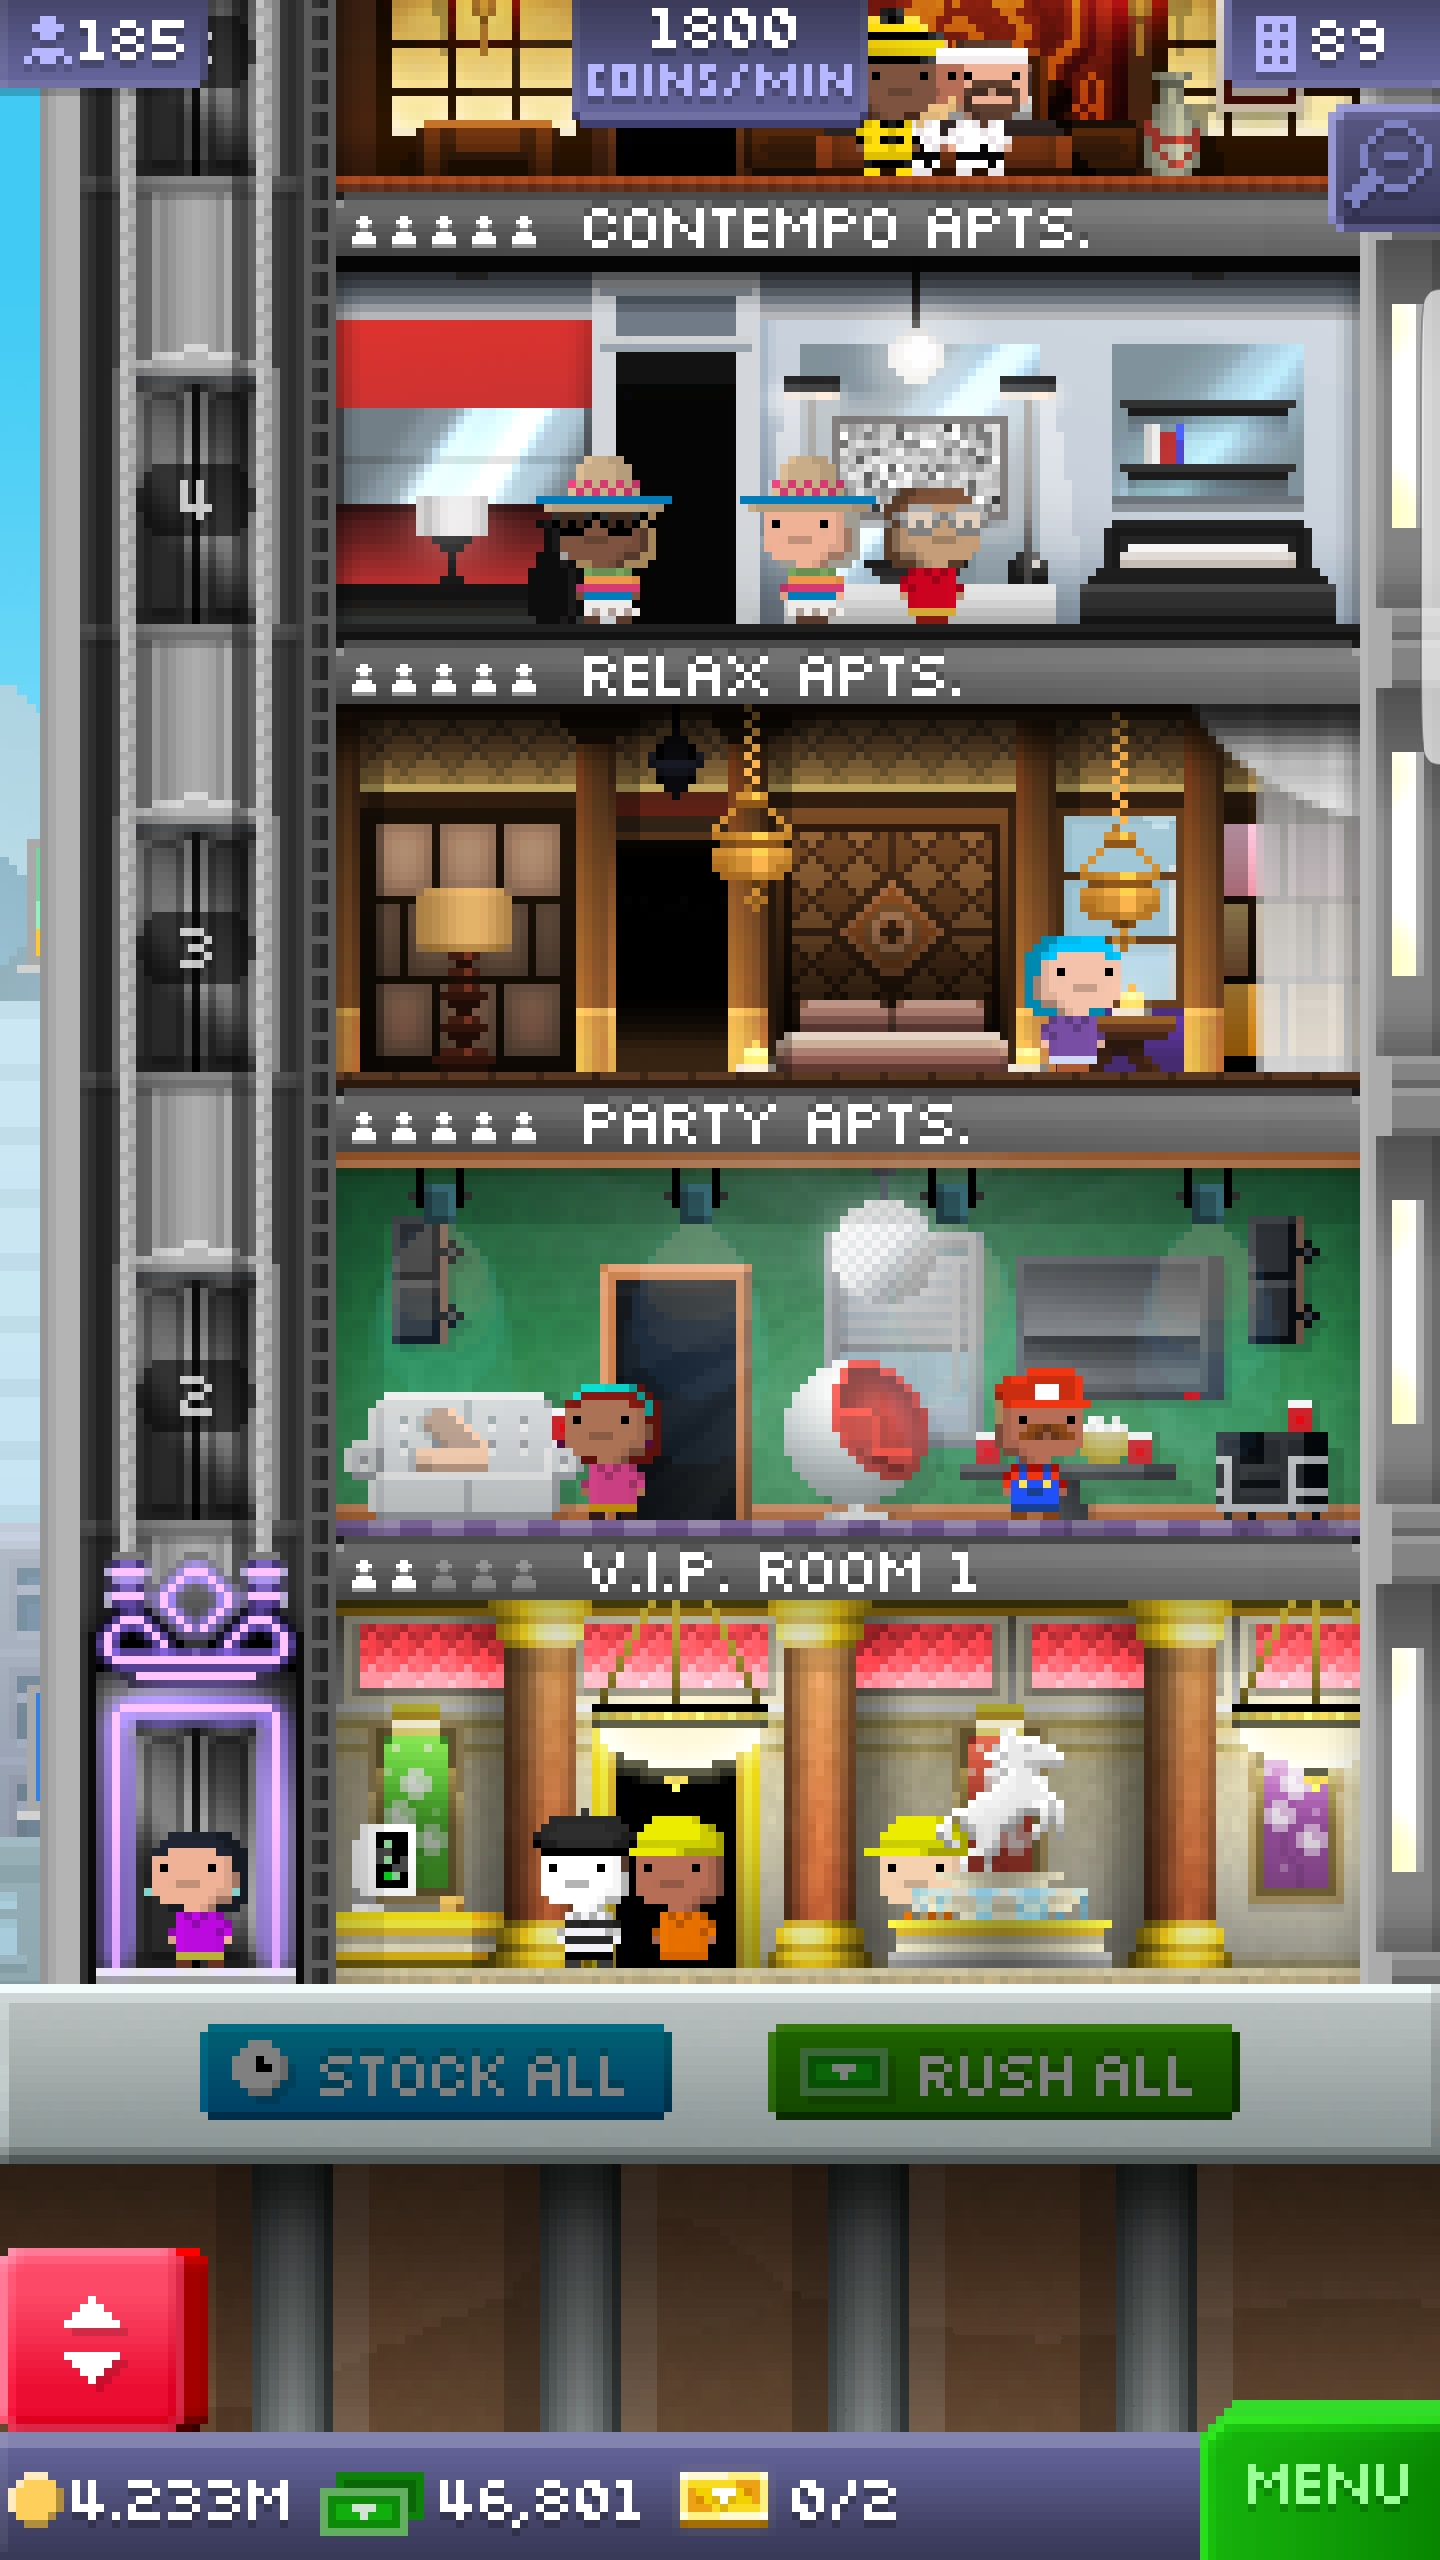 185
1800
COINS/MIN
89
CONTEMPO APTS.
4
RELAX APTS.
3
PARTY APTS.
2
V.I.P. ROOM 1
STOCK ALL
RUSH ALL
4.233M
46,801
0/2
MENU